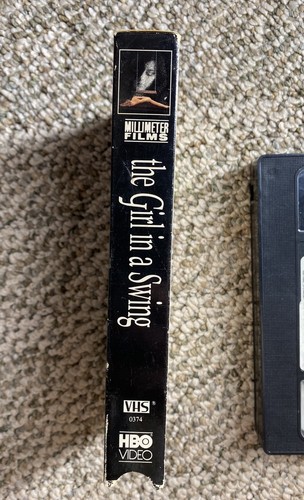 MILLIMETER
FILMS
the Girl in a Swing
VHS®
0374
HBO
VIDEO